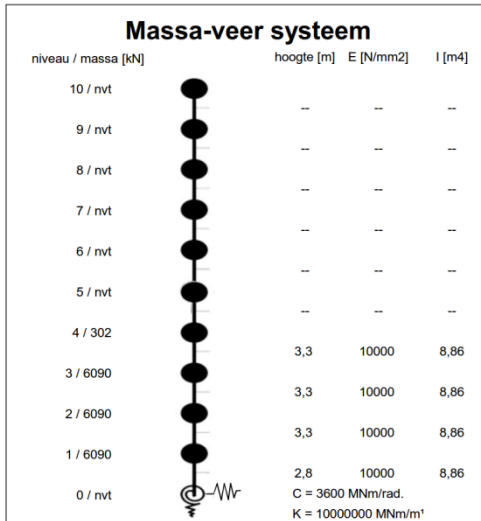 Massa-veer systeem
niveau / massa [kN] hoogte [m] E [N/mm2] I [m4]
10 / nvt
-- -- --
9 / nvt
-- -- --
8 / nvt
-- -- --
7 / nvt
-- -- --
6 / nvt
-- -- --
5 / nvt
-- -- --
4 / 302
3,3 10000 8,86
3 / 6090
3,3 10000 8,86
2 / 6090
3,3 10000 8,86
1 / 6090
2,8 10000 8,86
0 / nvt C = 3600 MNm/rad.
K = 10000000 MNm/m¹